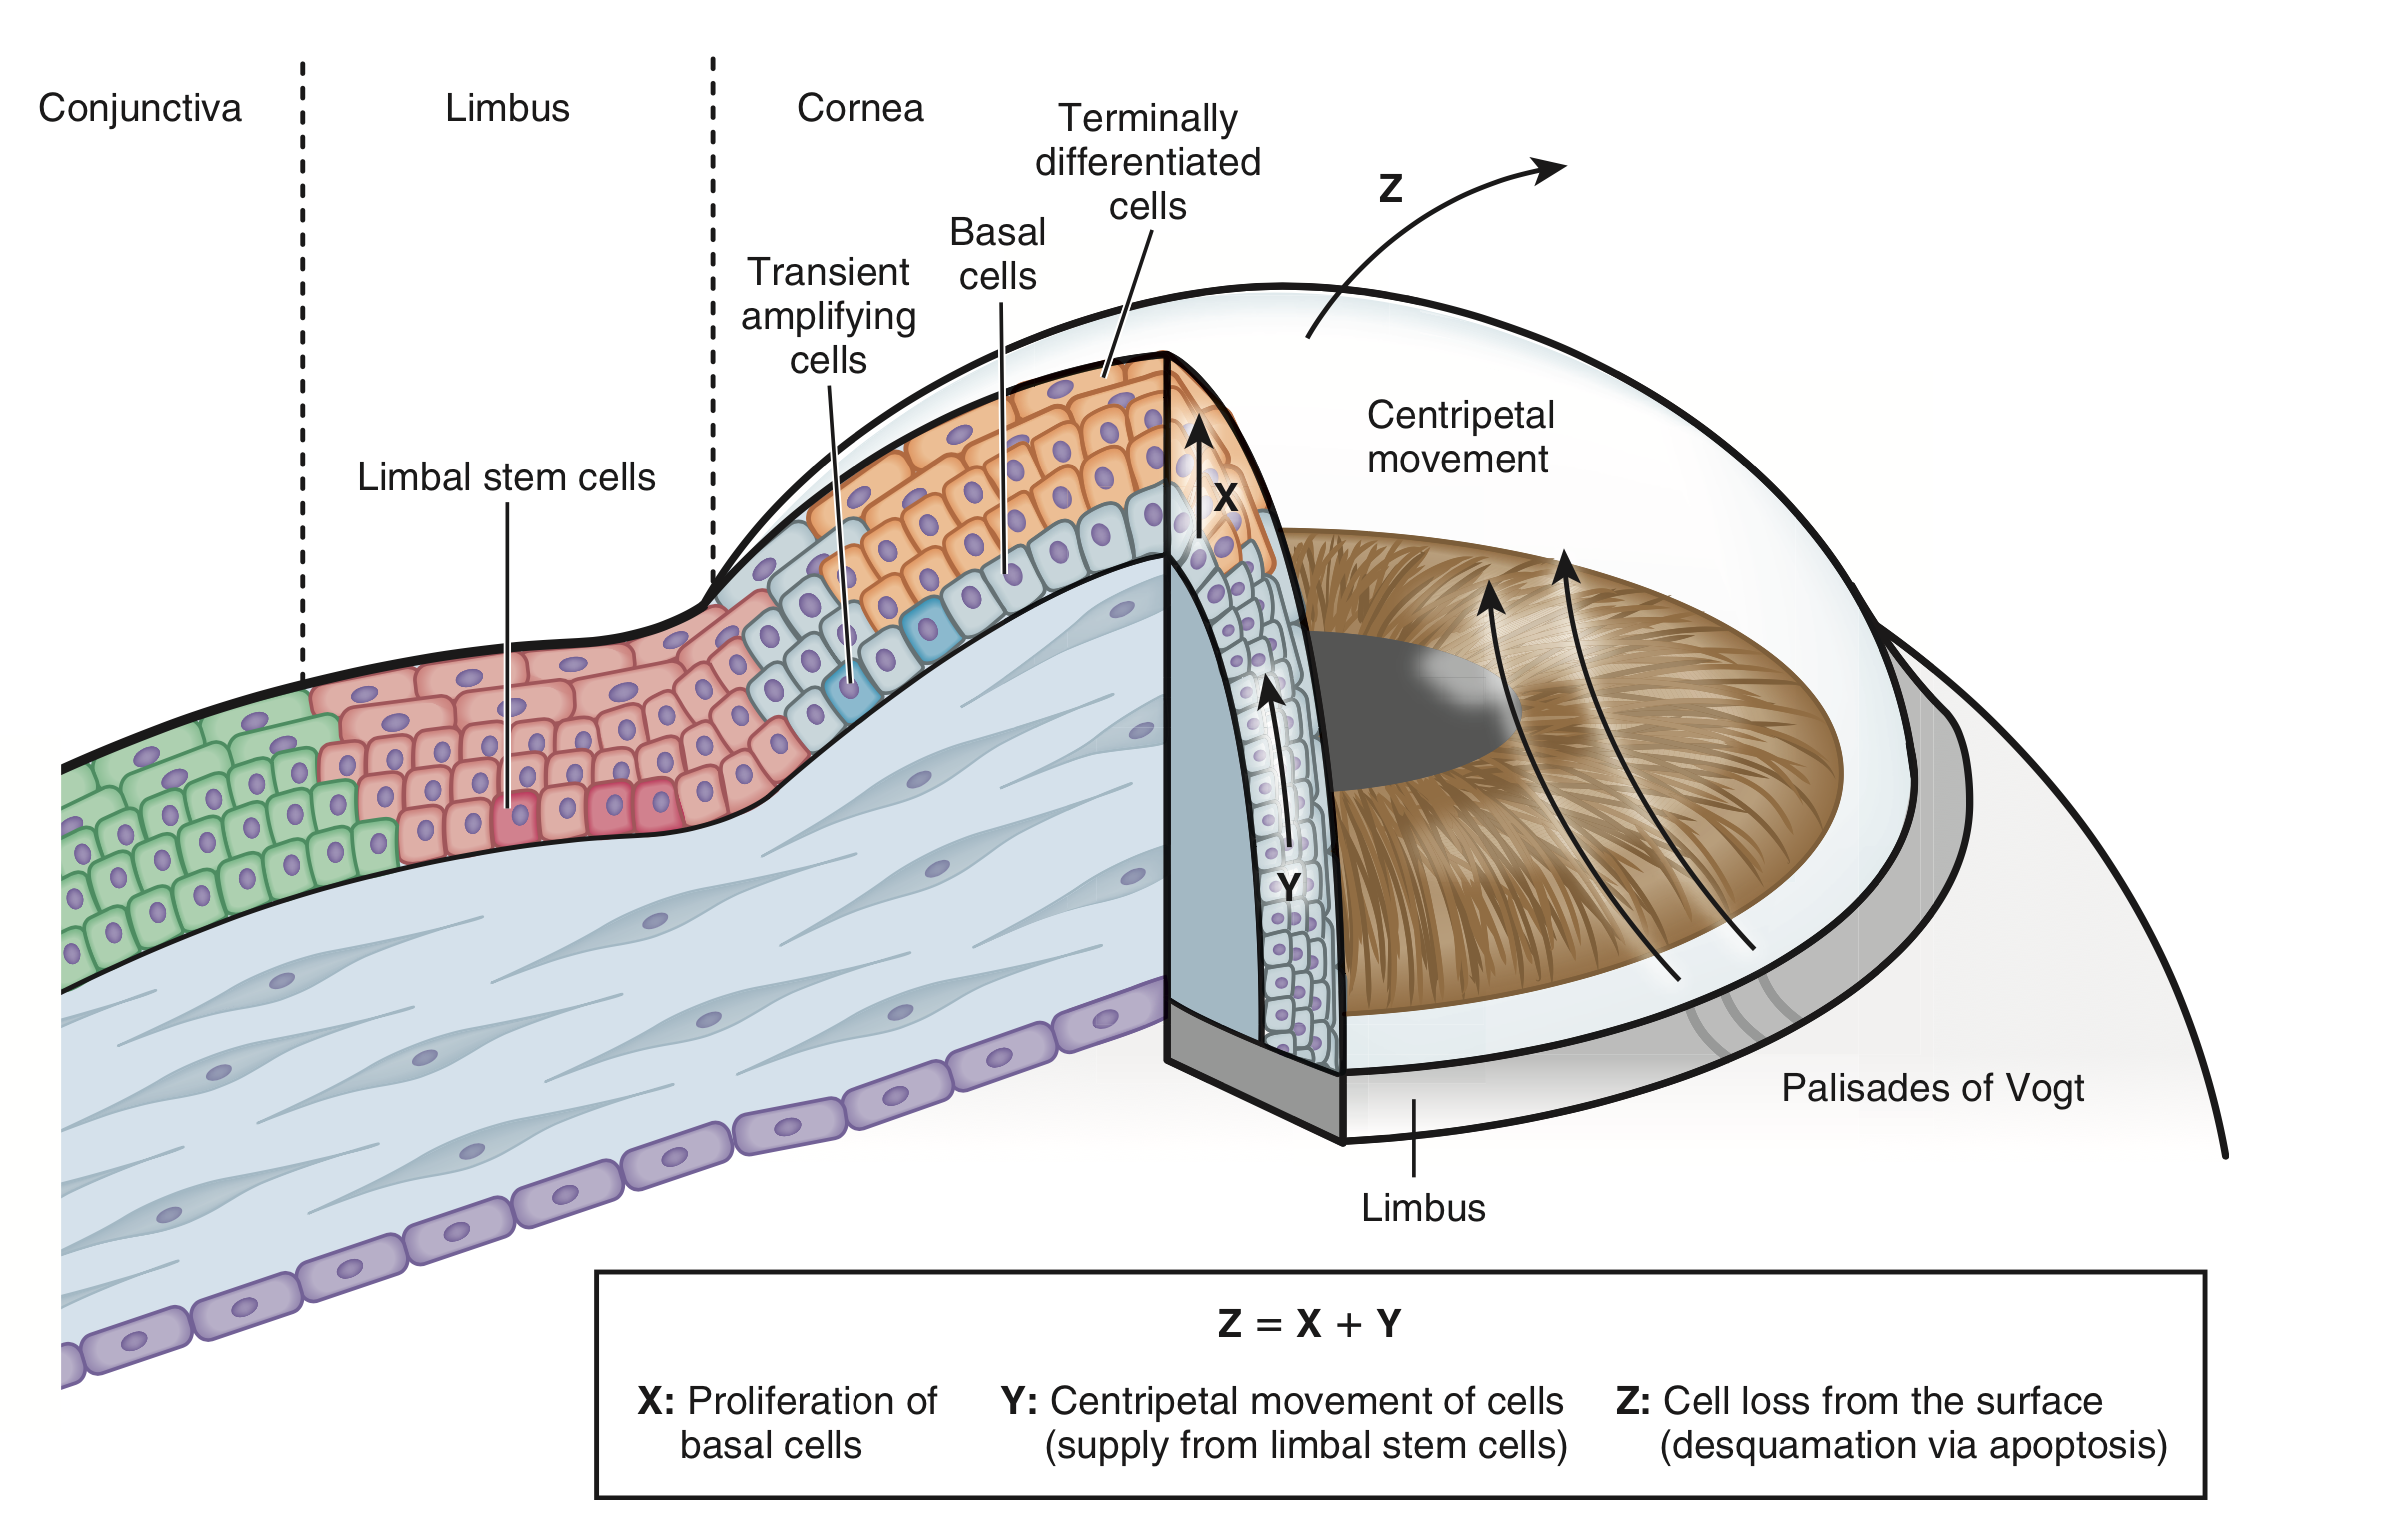 Conjunctiva
Limbus
Cornea
Terminally
differentiated
cells
Basal
cells
Transient
amplifying
cells
Limbal stem cells
Z
Centripetal
movement
X
Y
Palisades of Vogt
Limbus
Z = X + Y
X: Proliferation of
basal cells
Y: Centripetal movement of cells
(supply from limbal stem cells)
Z: Cell loss from the surface
(desquamation via apoptosis)